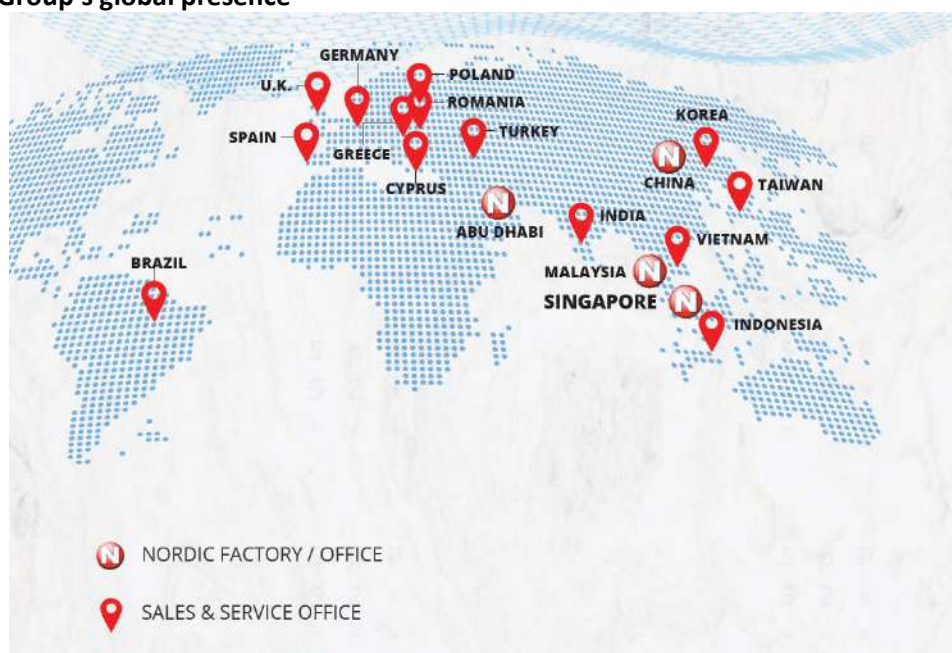 Group's global presence
GERMANY
POLAND
U.K.
ROMANIA
KOREA
SPAIN
TURKEY
GREECE
CHINA
TAIWAN
CYPRUS
INDIA
ABU DHABI
VIETNAM
BRAZIL
MALAYSIA
SINGAPORE
INDONESIA
N NORDIC FACTORY / OFFICE
SALES & SERVICE OFFICE